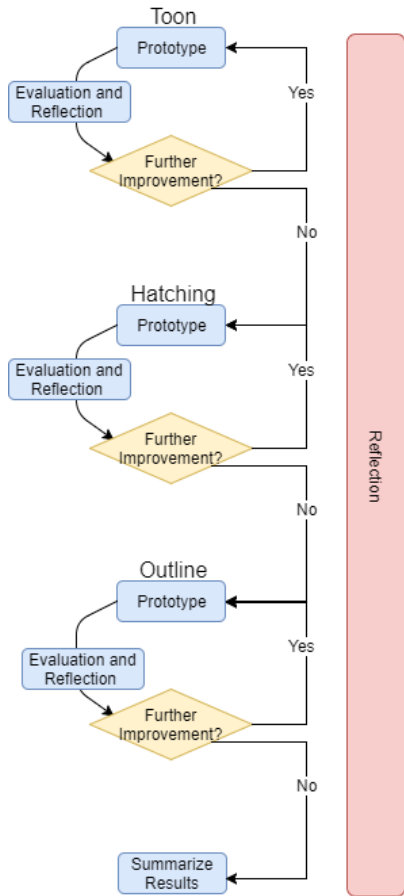 Toon
Prototype
Yes
Evaluation and
Reflection
Further
Improvement?
No
Hatching
Prototype
Yes
Evaluation and
Reflection
Further
Improvement?
Reflection
No
Outline
Prototype
Yes
Evaluation and
Reflection
Further
Improvement?
No
Summarize
Results